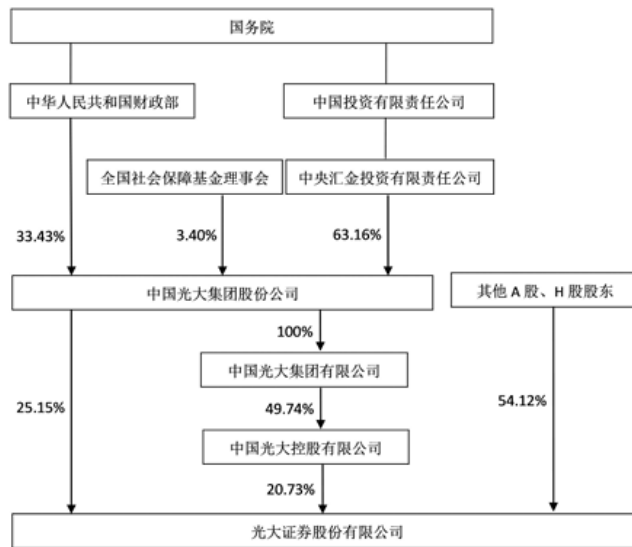 国务院
中华人民共和国财政部
中国投资有限责任公司
全国社会保障基金理事会
中央汇金投资有限责任公司
33.43%
3.40%
63.16%
中国光大集团股份公司
其他 A 股、H 股股东
100%
中国光大集团有限公司
25.15%
49.74%
54.12%
中国光大控股有限公司
20.73%
光大证券股份有限公司